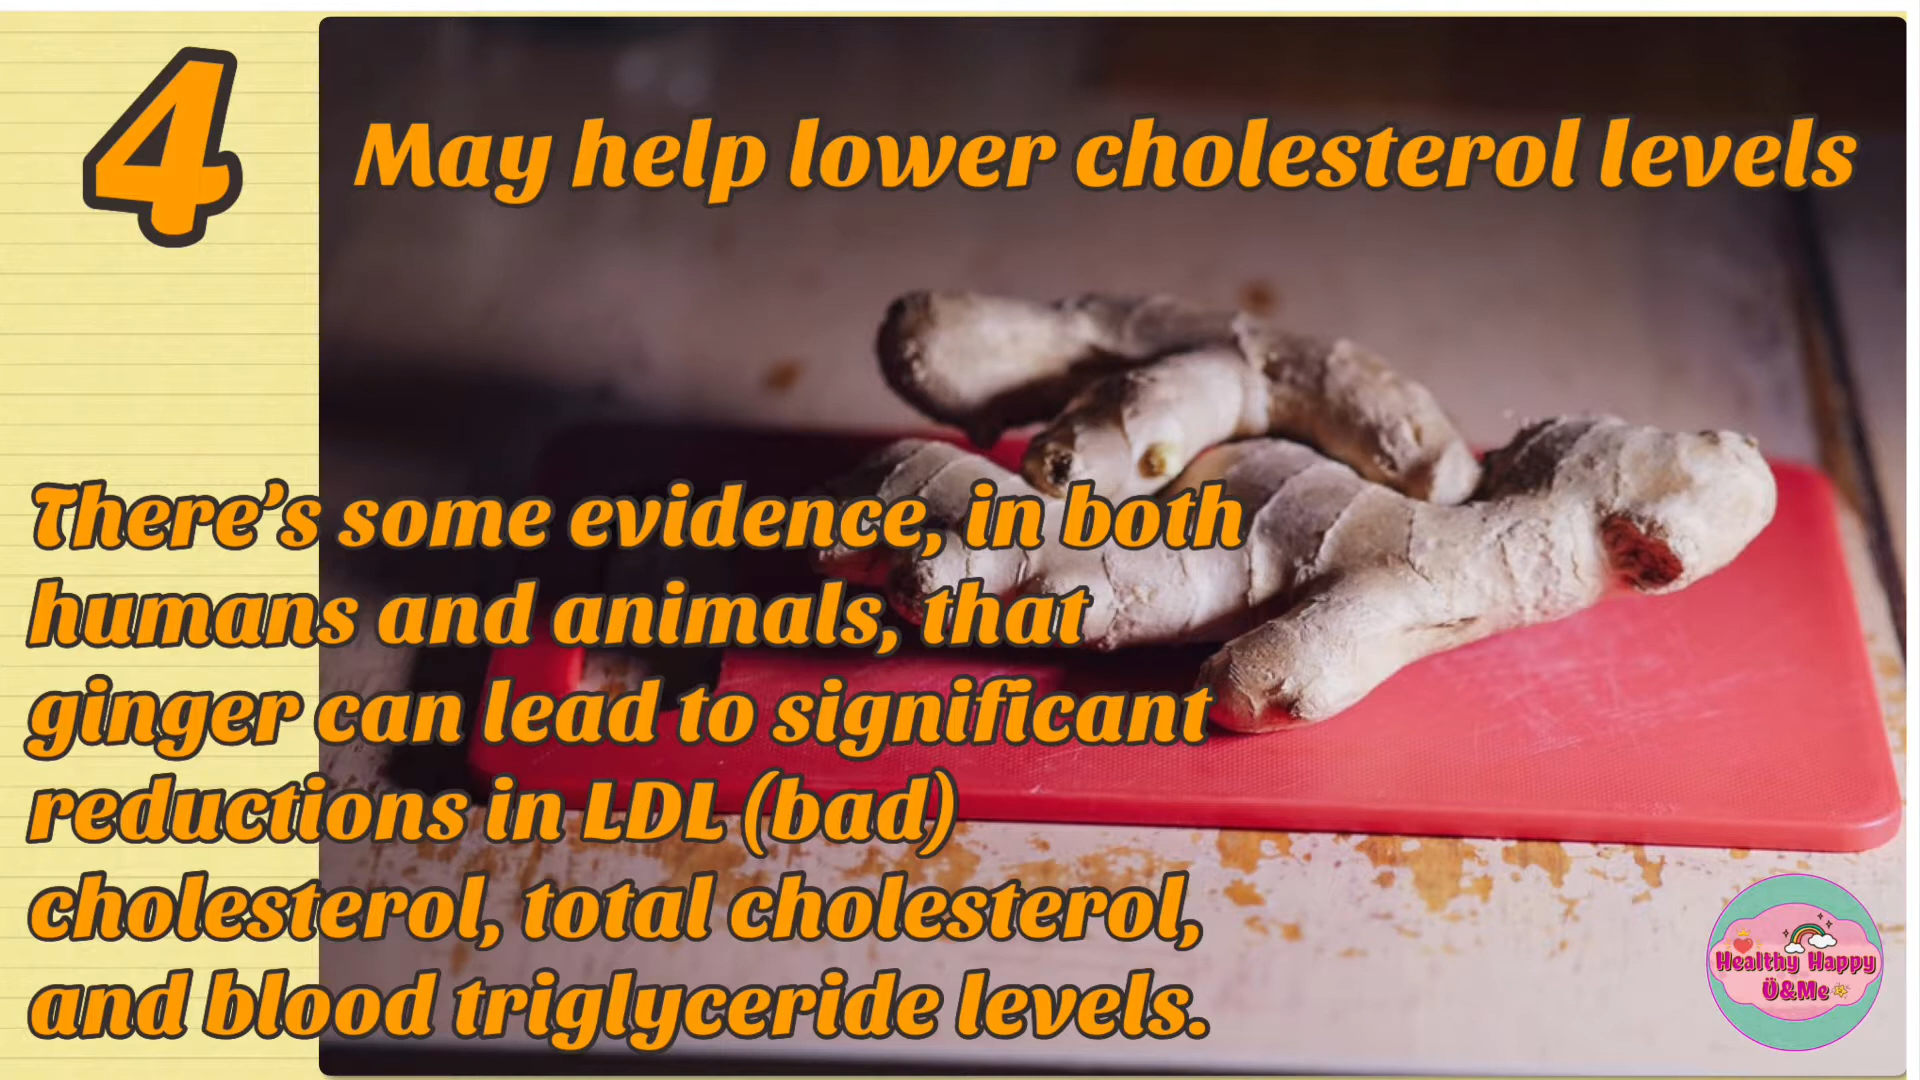 4
May help lower cholesterol levels
There's some evidence, in both
humans and animals, that
ginger can lead to significant
reductions in LDL (bad)
cholesterol, total cholesterol,
and blood triglyceride levels.
Healthy Happy
Ü&Me